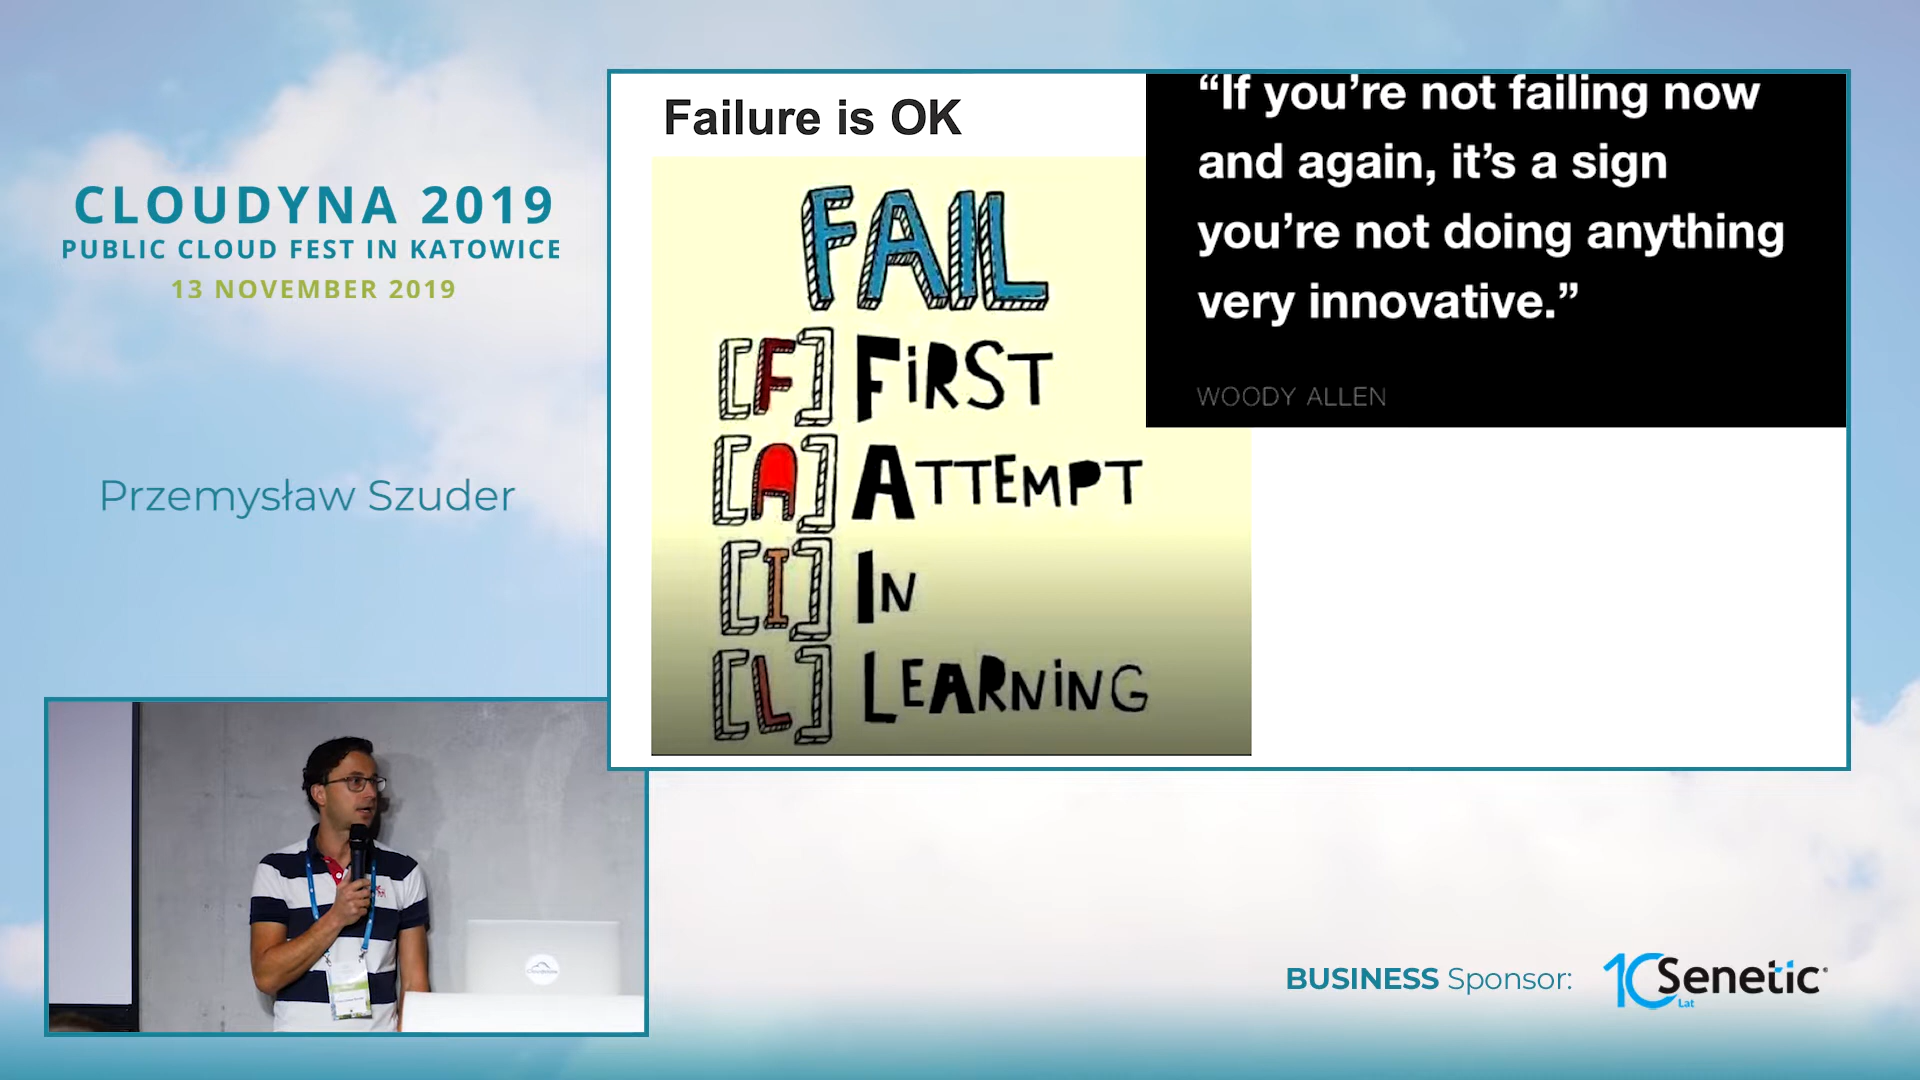 CLOUDYNA 2019
PUBLIC CLOUD FEST IN KATOWICE
13 NOVEMBER 2019
Przemysław Szuder
Failure is OK
FAIL
[F] FiRST
[A] ATTEMPT
[I] IN
[L] LEARNiNG
“If you’re not failing now
and again, it’s a sign
you’re not doing anything
very innovative.”
WOODY ALLEN
BUSINESS Sponsor:
10 Lat Senetic